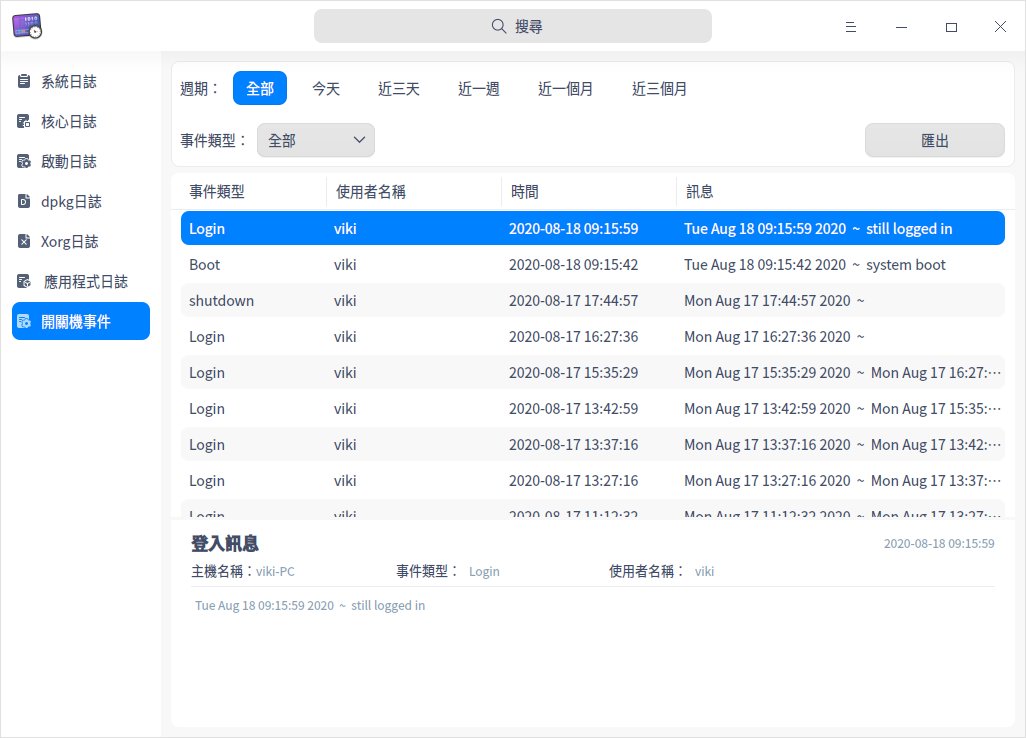 搜尋
系統日誌
核心日誌
啟動日誌
dpkg日誌
Xorg日誌
應用程式日誌
開關機事件
週期： 全部 今天 近三天 近一週 近一個月 近三個月
事件類型： 全部 匯出
事件類型 使用者名稱 時間 訊息
Login viki 2020-08-18 09:15:59 Tue Aug 18 09:15:59 2020 ~ still logged in
Boot viki 2020-08-18 09:15:42 Tue Aug 18 09:15:42 2020 ~ system boot
shutdown viki 2020-08-17 17:44:57 Mon Aug 17 17:44:57 2020 ~
Login viki 2020-08-17 16:27:36 Mon Aug 17 16:27:36 2020 ~
Login viki 2020-08-17 15:35:29 Mon Aug 17 15:35:29 2020 ~ Mon Aug 17 16:27:⋯
Login viki 2020-08-17 13:42:59 Mon Aug 17 13:42:59 2020 ~ Mon Aug 17 15:35:⋯
Login viki 2020-08-17 13:37:16 Mon Aug 17 13:37:16 2020 ~ Mon Aug 17 13:42:⋯
Login viki 2020-08-17 13:27:16 Mon Aug 17 13:27:16 2020 ~ Mon Aug 17 13:37:⋯
Login viki 2020-08-17 11:12:32 Mon Aug 17 11:12:32 2020 ~ Mon Aug 17 13:27:⋯
登入訊息 2020-08-18 09:15:59
主機名稱：viki-PC 事件類型： Login 使用者名稱： viki
Tue Aug 18 09:15:59 2020 ~ still logged in